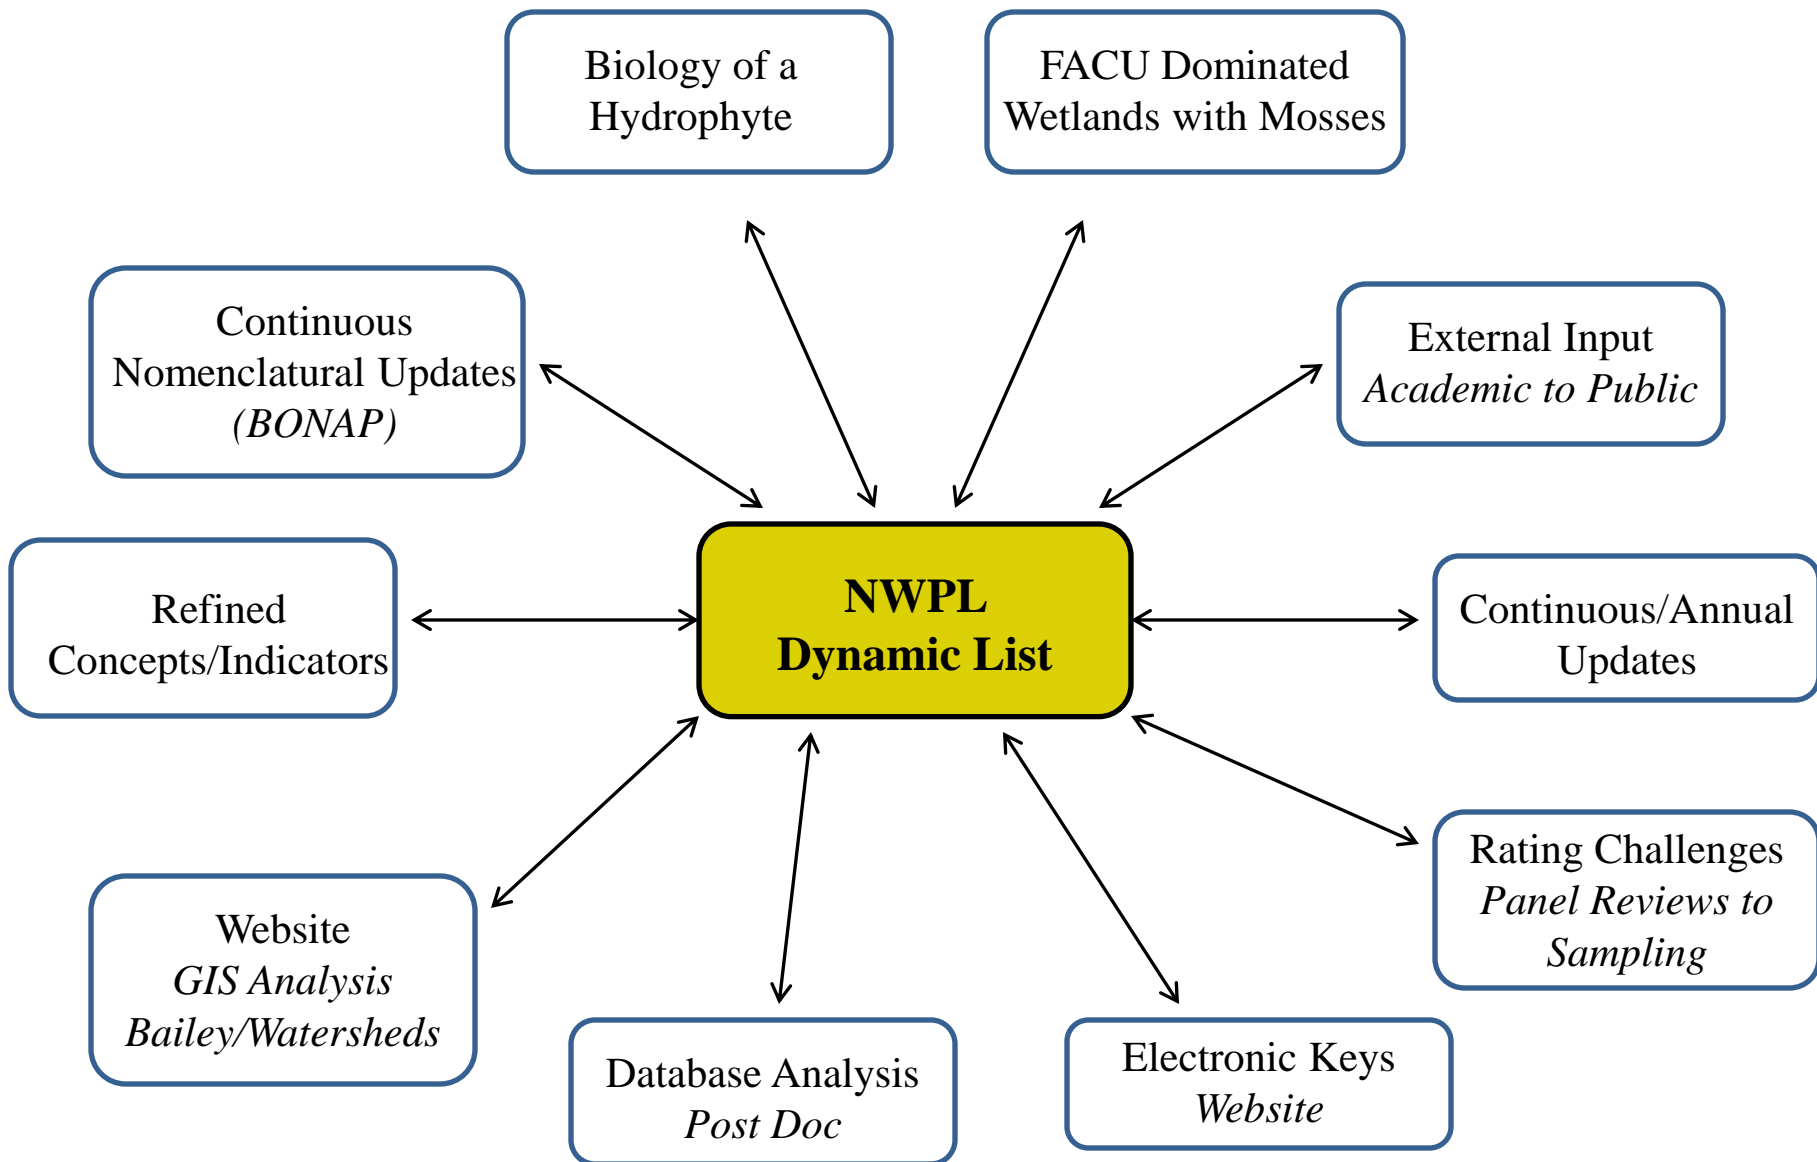 Biology of a
Hydrophyte
FACU Dominated
Wetlands with Mosses
Continuous
Nomenclatural Updates
(BONAP)
External Input
Academic to Public
Refined
Concepts/Indicators
NWPL
Dynamic List
Continuous/Annual
Updates
Website
GIS Analysis
Bailey/Watersheds
Database Analysis
Post Doc
Electronic Keys
Website
Rating Challenges
Panel Reviews to
Sampling